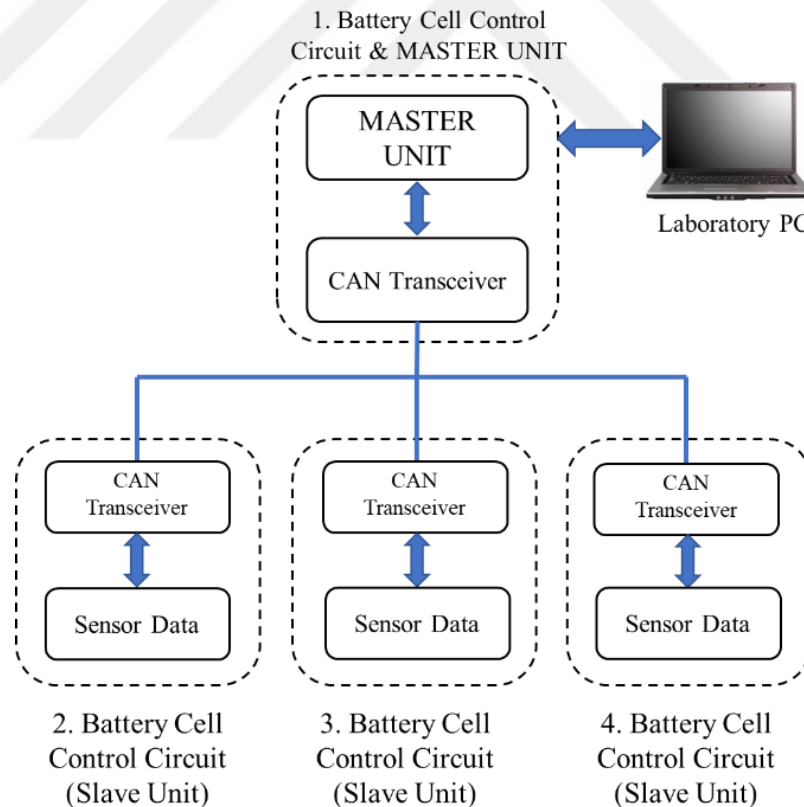 1. Battery Cell Control
Circuit & MASTER UNIT
MASTER
UNIT
CAN Transceiver
Laboratory PC
CAN
Transceiver
Sensor Data
CAN
Transceiver
Sensor Data
CAN
Transceiver
Sensor Data
2. Battery Cell
Control Circuit
(Slave Unit)
3. Battery Cell
Control Circuit
(Slave Unit)
4. Battery Cell
Control Circuit
(Slave Unit)